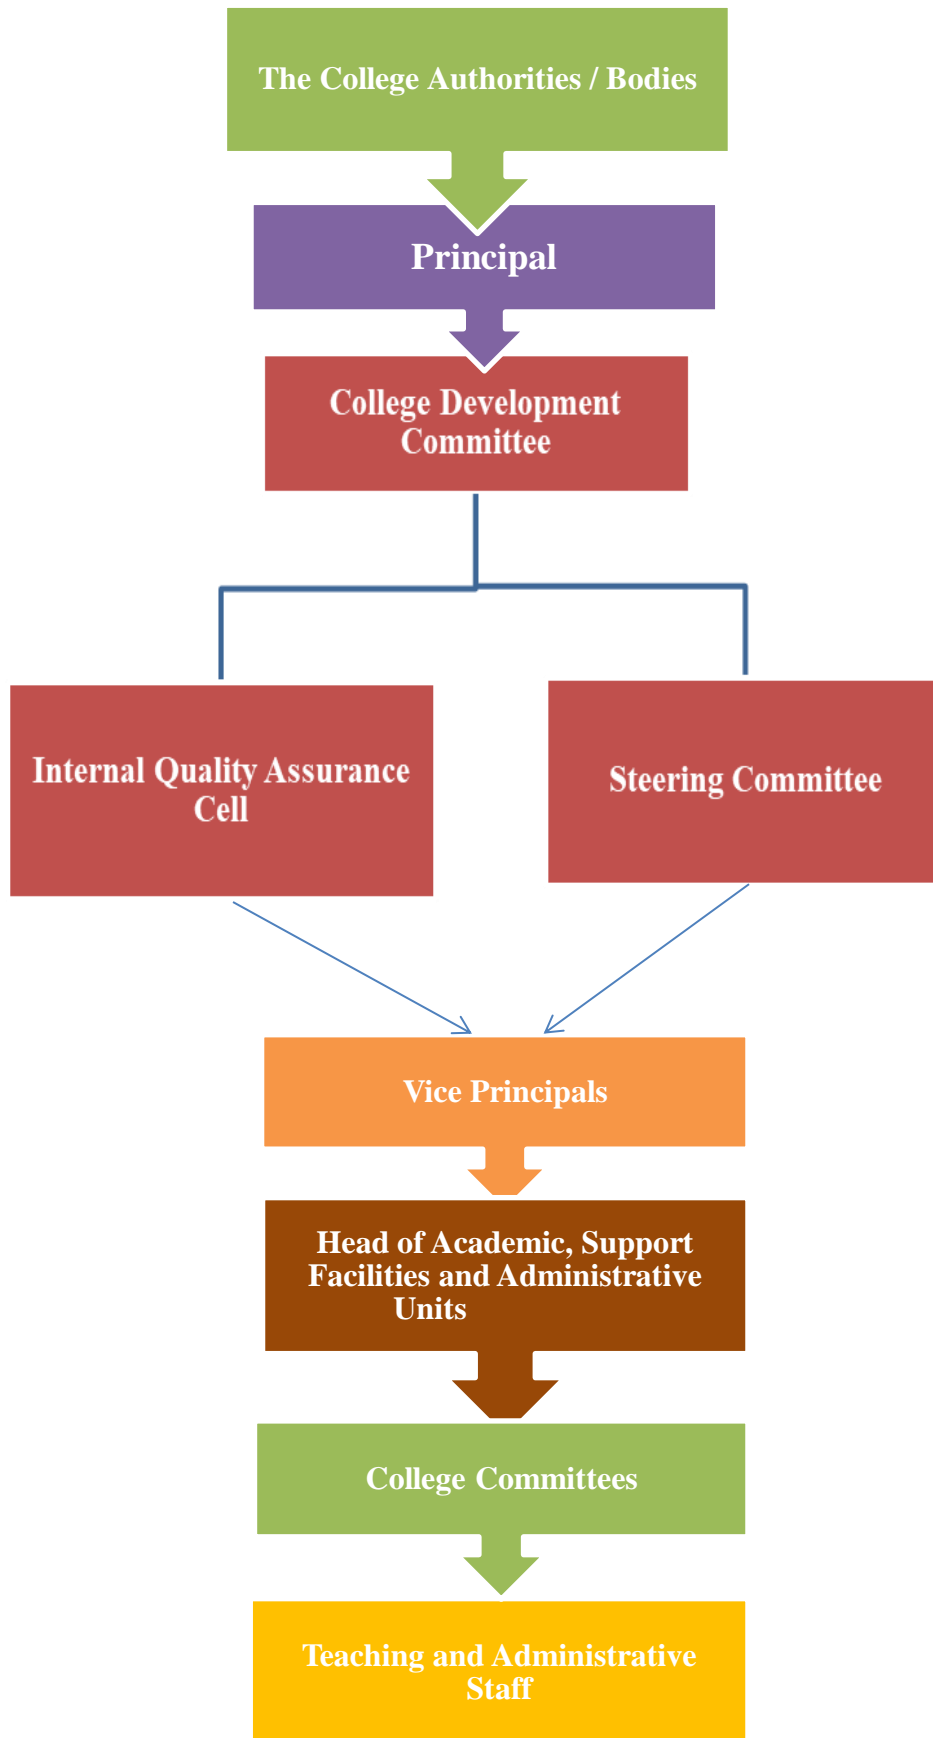 The College Authorities / Bodies
Principal
College Development
Committee
Internal Quality Assurance
Cell
Steering Committee
Vice Principals
Head of Academic, Support
Facilities and Administrative
Units
College Committees
Teaching and Administrative
Staff